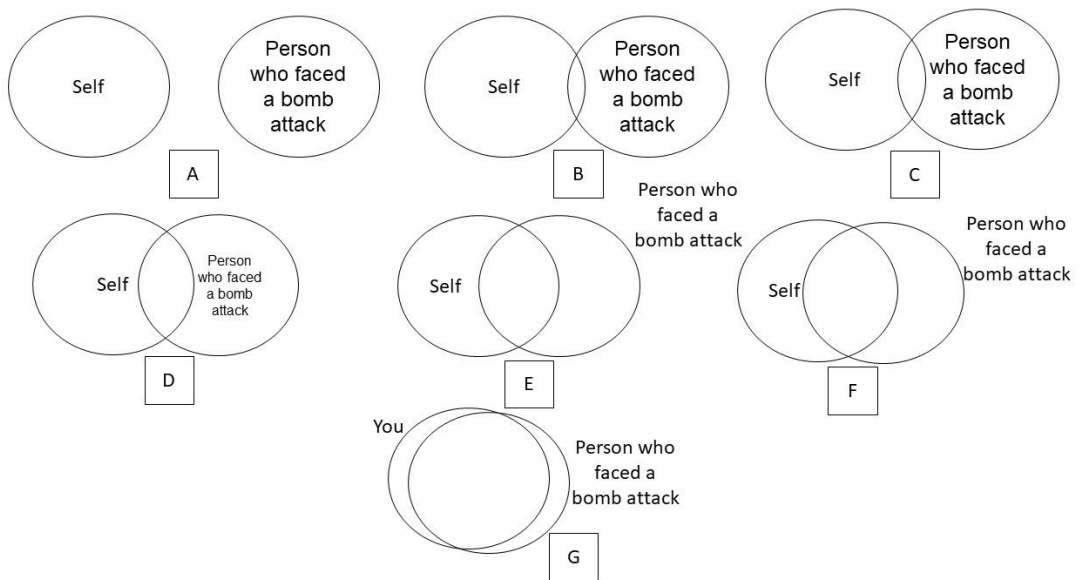 Self
Person
who faced
a bomb
attack
A
Self
Person
who faced
a bomb
attack
B
Self
Person
who faced
a bomb
attack
C
Self
Person
who faced
a bomb
attack
D
Self
Person who
faced a
bomb attack
E
Self
Person who
faced a
bomb attack
F
You
Person who
faced a
bomb attack
G